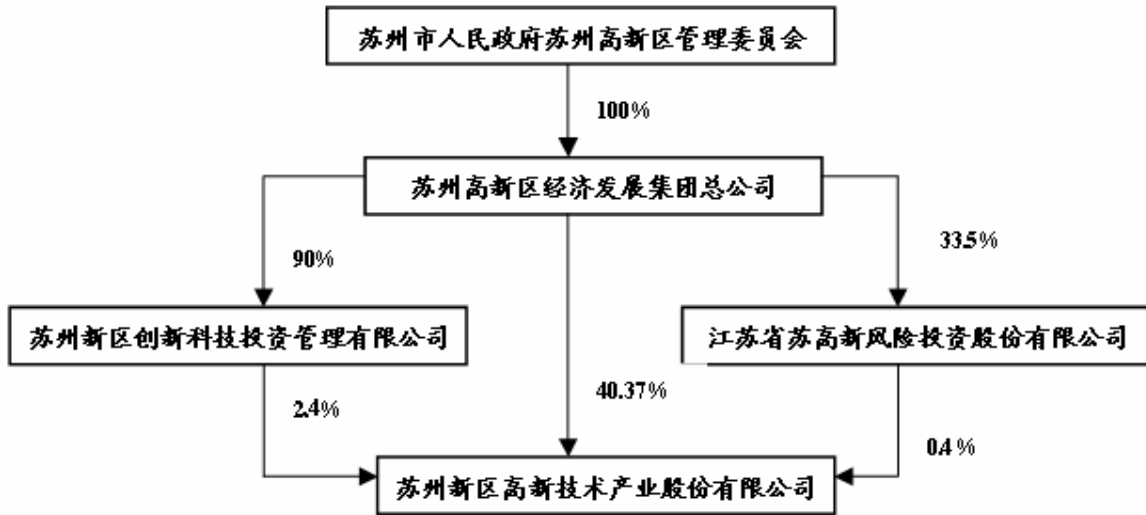 苏州市人民政府苏州高新区管理委员会
100%
苏州高新区经济发展集团总公司
90%
33.5%
苏州新区创新科技投资管理有限公司
江苏省苏高新风险投资股份有限公司
2.4%
40.37%
0.4%
苏州新区高新技术产业股份有限公司